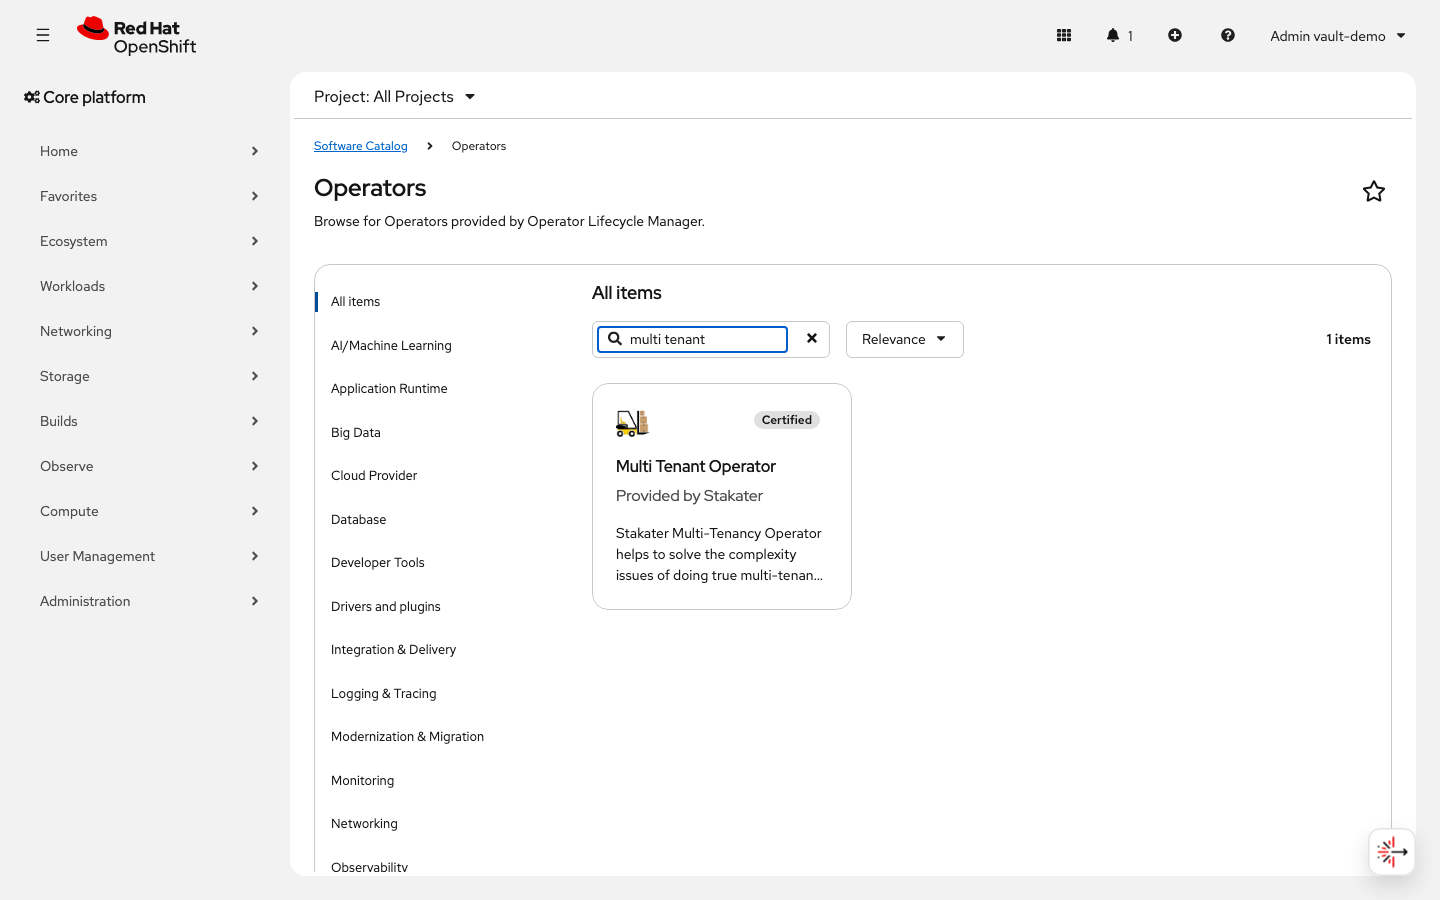 Red Hat
OpenShift
1
Admin vault-demo
Core platform
Home
Favorites
Ecosystem
Workloads
Networking
Storage
Builds
Observe
Compute
User Management
Administration
Project: All Projects
Software Catalog
Operators
Operators
Browse for Operators provided by Operator Lifecycle Manager.
All items
AI/Machine Learning
Application Runtime
Big Data
Cloud Provider
Database
Developer Tools
Drivers and plugins
Integration & Delivery
Logging & Tracing
Modernization & Migration
Monitoring
Networking
Observability
All items
multi tenant
Relevance
1 items
Certified
Multi Tenant Operator
Provided by Stakater
Stakater Multi-Tenancy Operator
helps to solve the complexity
issues of doing true multi-tenan...